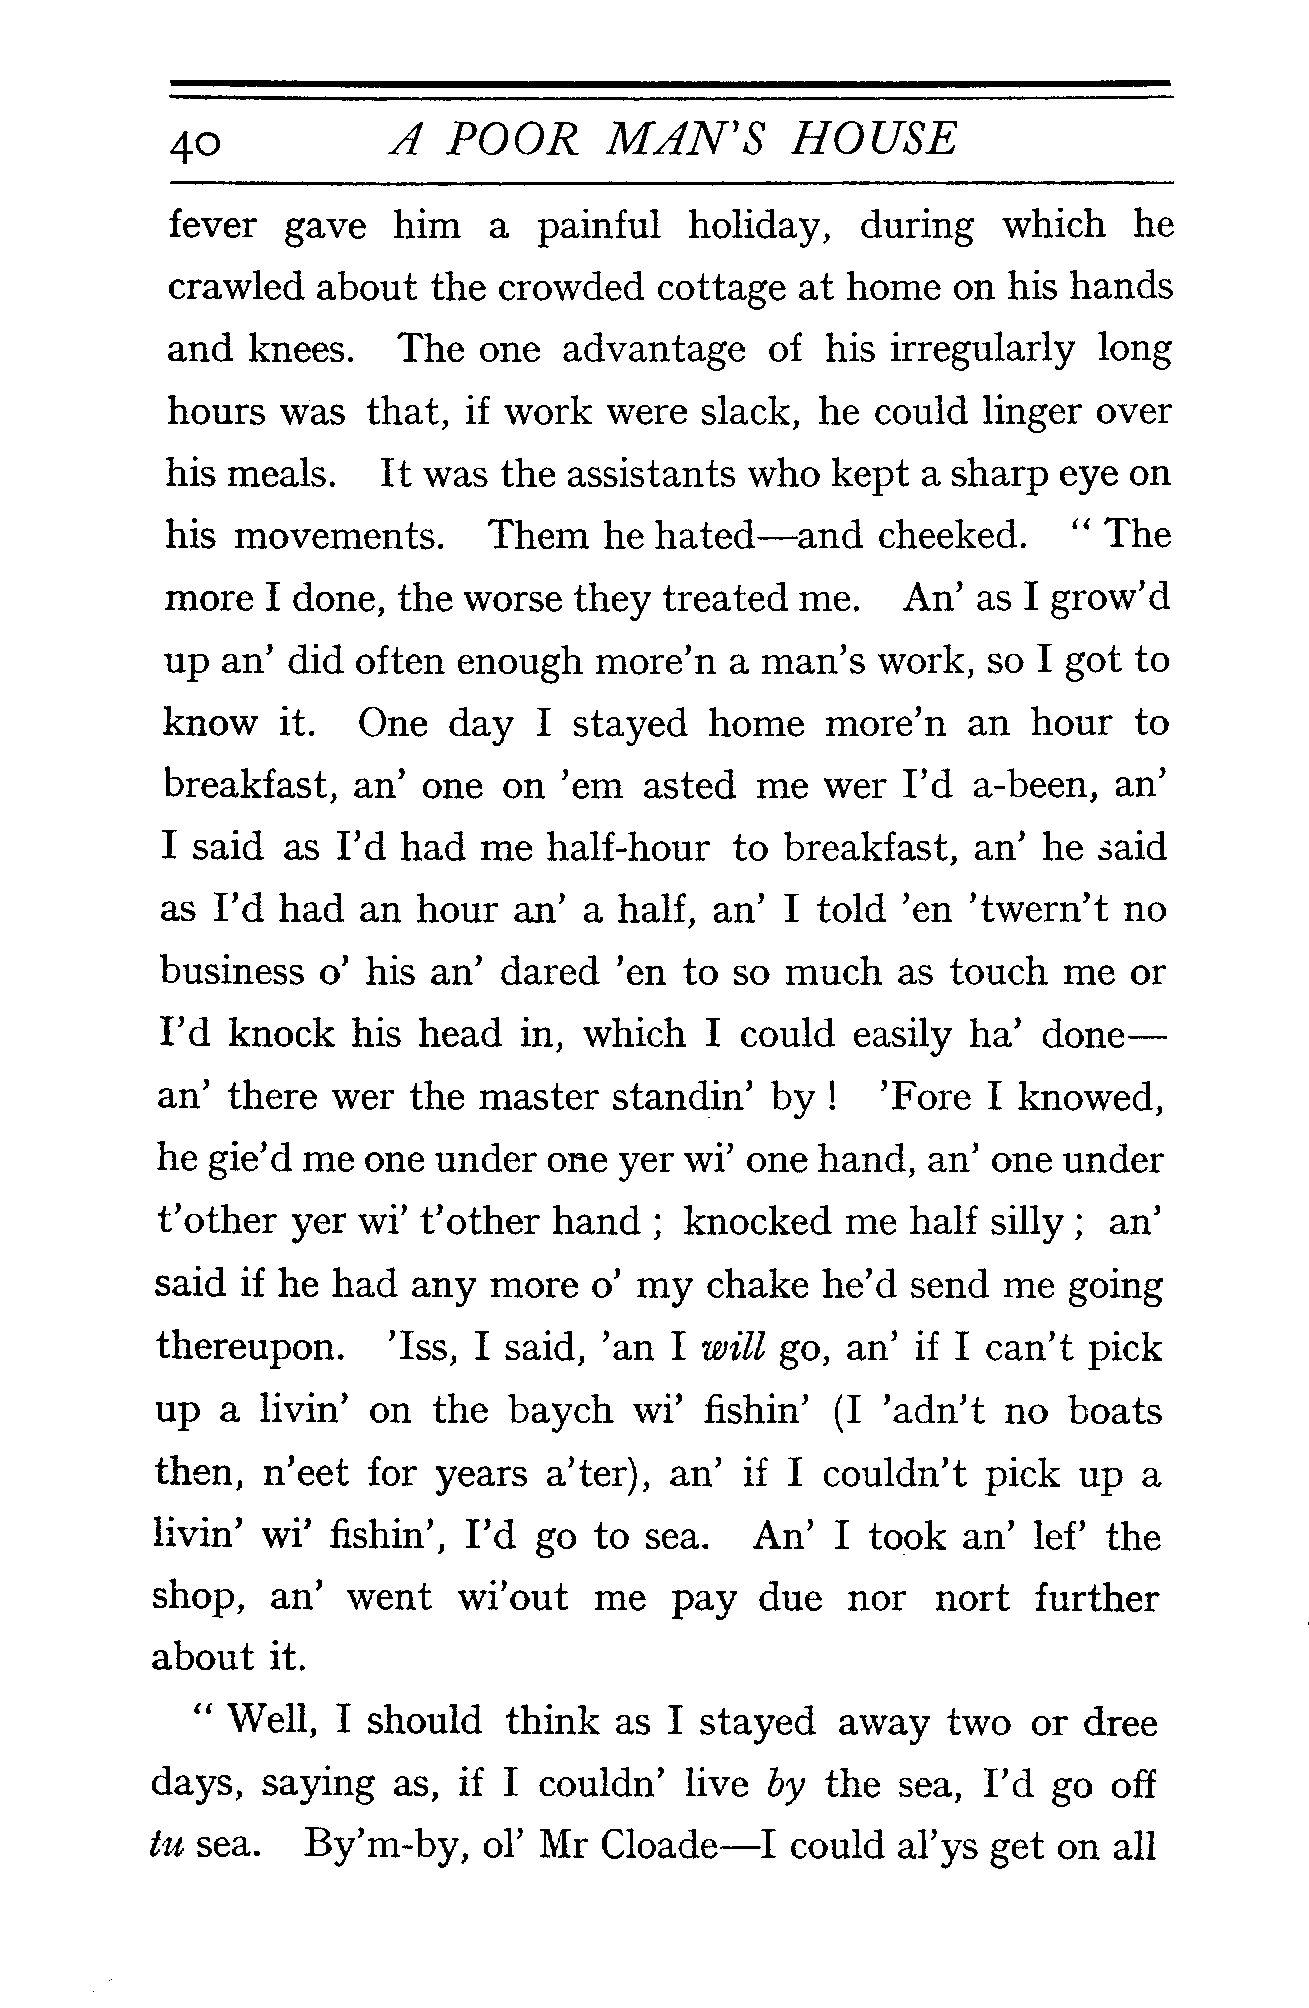 40 A POOR MAN'S HOUSE
fever gave him a painful holiday, during which he
crawled about the crowded cottage at home on his hands
and knees. The one advantage of his irregularly long
hours was that, if work were slack, he could linger over
his meals. It was the assistants who kept a sharp eye on
his movements. Them he hated—and cheeked. " The
more I done, the worse they treated me. An' as I grow'd
up an' did often enough more'n a man's work, so I got to
know it. One day I stayed home more'n an hour to
breakfast, an' one on 'em asted me wer I'd a-been, an'
I said as I'd had me half-hour to breakfast, an' he said
as I'd had an hour an' a half, an' I told 'en 'twern't no
business o' his an' dared 'en to so much as touch me or
I'd knock his head in, which I could easily ha' done—
an' there wer the master standin' by ! 'Fore I knowed,
he gie'd me one under one yer wi' one hand, an' one under
t'other yer wi' t'other hand ; knocked me half silly ; an'
said if he had any more o' my chake he'd send me going
thereupon. 'Iss, I said, 'an I will go, an' if I can't pick
up a livin' on the baych wi' fishin' (I 'adn't no boats
then, n'eet for years a'ter), an' if I couldn't pick up a
livin' wi' fishin', I'd go to sea. An' I took an' lef' the
shop, an' went wi'out me pay due nor nort further
about it.
" Well, I should think as I stayed away two or dree
days, saying as, if I couldn' live by the sea, I'd go off
tu sea. By'm-by, ol' Mr Cloade—I could al'ys get on all